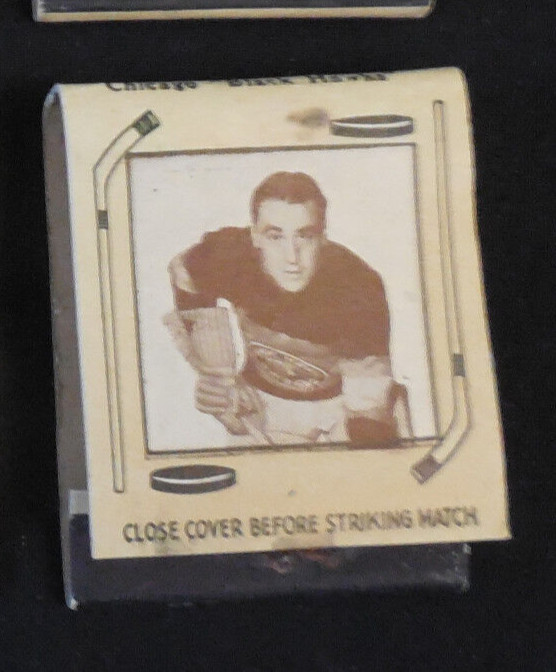 Chicago Black Hawks
CLOSE COVER BEFORE STRIKING MATCH